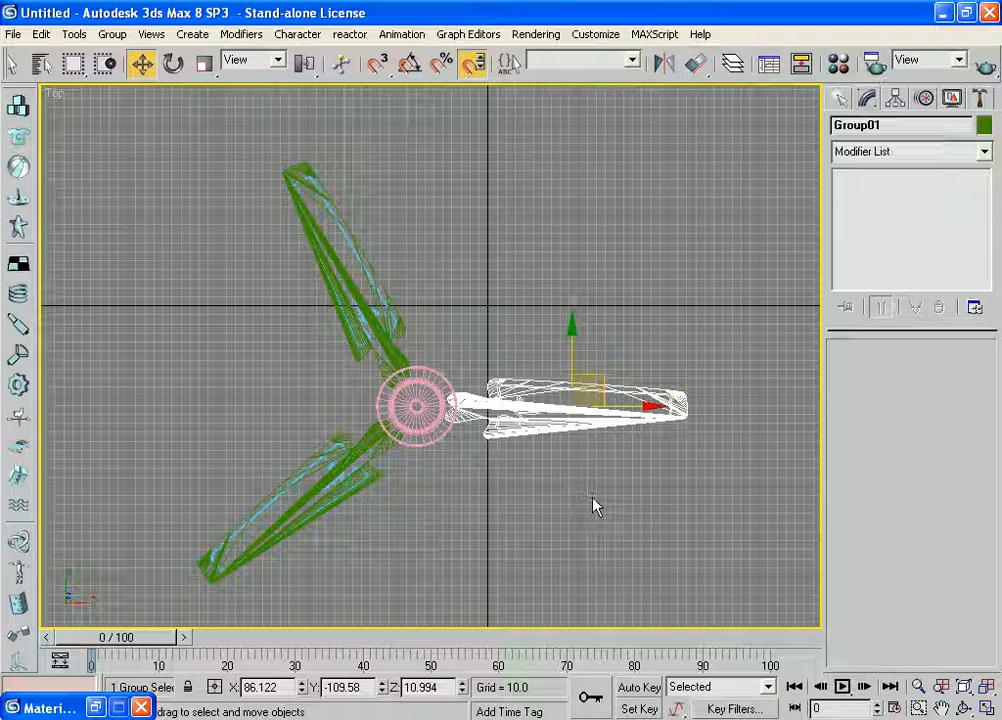 Untitled - Autodesk 3ds Max 8 SP3 - Stand-alone License
File Edit Tools Group Views Create Modifiers Character reactor Animation Graph Editors Rendering Customize MAXScript Help
View
3
%
ABC
View
Top
Group01
Modifier List
0 / 100
0 10 20 30 40 50 60 70 80 90 100
1 Group Selec X: 86.122 Y: -109.58 Z: 10.994 Grid = 10.0 Auto Key Selected
Materi... drag to select and move objects Add Time Tag Set Key Key Filters... 0